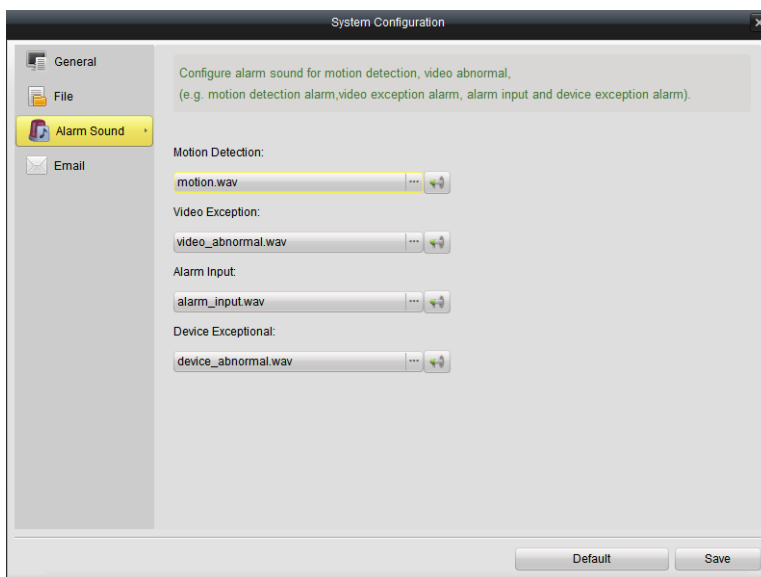 System Configuration
General
File
Alarm Sound
Email
Configure alarm sound for motion detection, video abnormal,
(e.g. motion detection alarm,video exception alarm, alarm input and device exception alarm).
Motion Detection:
motion.wav
Video Exception:
video_abnormal.wav
Alarm Input:
alarm_input.wav
Device Exceptional:
device_abnormal.wav
Default
Save